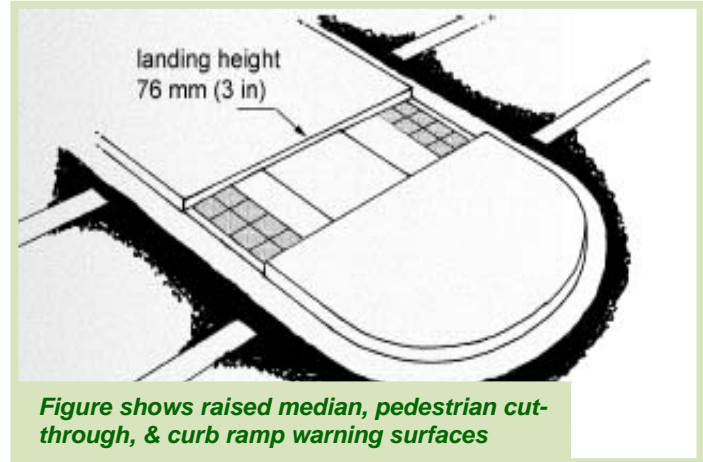 landing height
76 mm (3 in)
Figure shows raised median, pedestrian cut-
through, & curb ramp warning surfaces